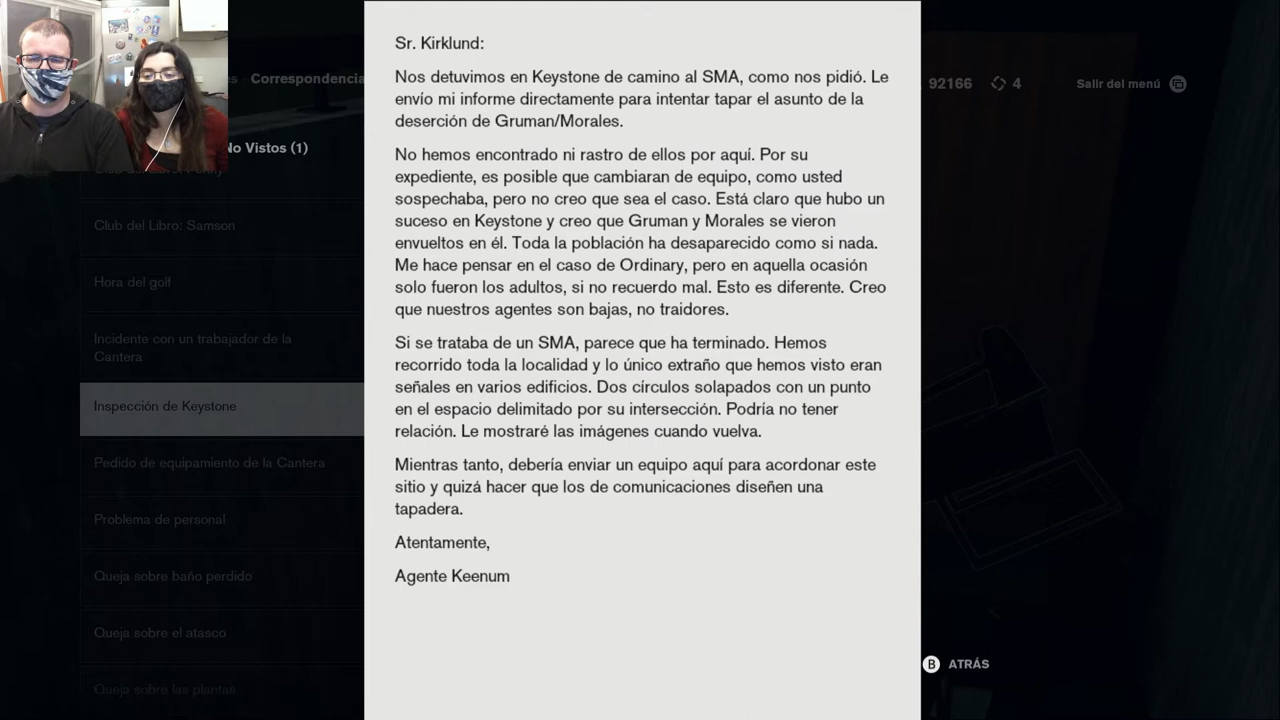 Sr. Kirklund:
Nos detuvimos en Keystone de camino al SMA, como nos pidió. Le
envío mi informe directamente para intentar tapar el asunto de la
deserción de Gruman/Morales.
No hemos encontrado ni rastro de ellos por aquí. Por su
expediente, es posible que cambiaran de equipo, como usted
sospechaba, pero no creo que sea el caso. Está claro que hubo un
suceso en Keystone y creo que Gruman y Morales se vieron
envueltos en él. Toda la población ha desaparecido como si nada.
Me hace pensar en el caso de Ordinary, pero en aquella ocasión
solo fueron los adultos, si no recuerdo mal. Esto es diferente. Creo
que nuestros agentes son bajas, no traidores.
Si se trataba de un SMA, parece que ha terminado. Hemos
recorrido toda la localidad y lo único extraño que hemos visto eran
señales en varios edificios. Dos círculos solapados con un punto
en el espacio delimitado por su intersección. Podría no tener
relación. Le mostraré las imágenes cuando vuelva.
Mientras tanto, debería enviar un equipo aquí para acordonar este
sitio y quizá hacer que los de comunicaciones diseñen una
tapadera.
Atentamente,
Agente Keenum
Correspondencia
No Vistos (1)
Club del Libro: Samson
Hora del golf
Incidente con un trabajador de la
Cantera
Inspección de Keystone
Pedido de equipamiento de la Cantera
Problema de personal
Queja sobre baño perdido
Queja sobre el atasco
Queja sobre las plantas
92166
4
Salir del menú
B ATRÁS